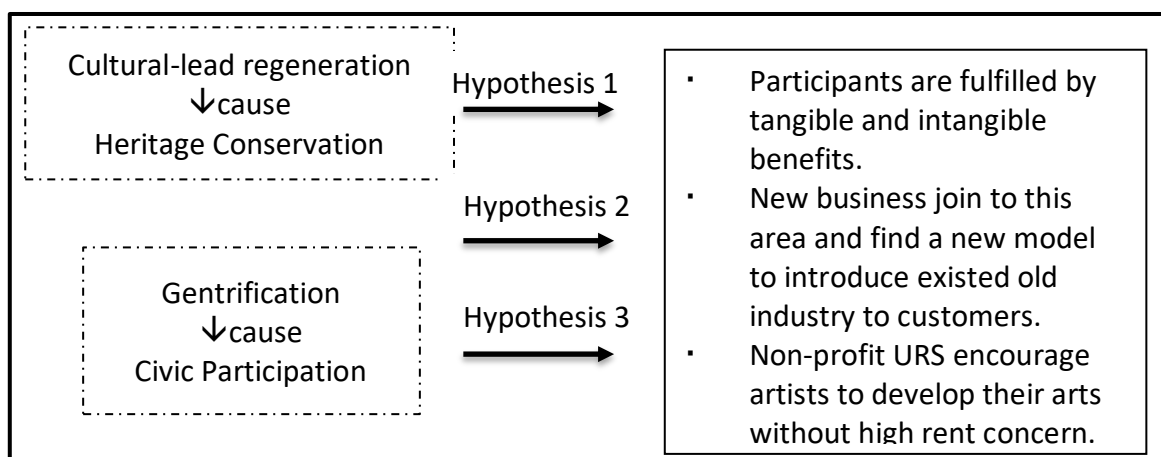 Cultural-lead regeneration
↓cause
Heritage Conservation
Gentrification
↓cause
Civic Participation
Hypothesis 1
Hypothesis 2
Hypothesis 3
▪ Participants are fulfilled by
tangible and intangible
benefits.
▪ New business join to this
area and find a new model
to introduce existed old
industry to customers.
▪ Non-profit URS encourage
artists to develop their arts
without high rent concern.